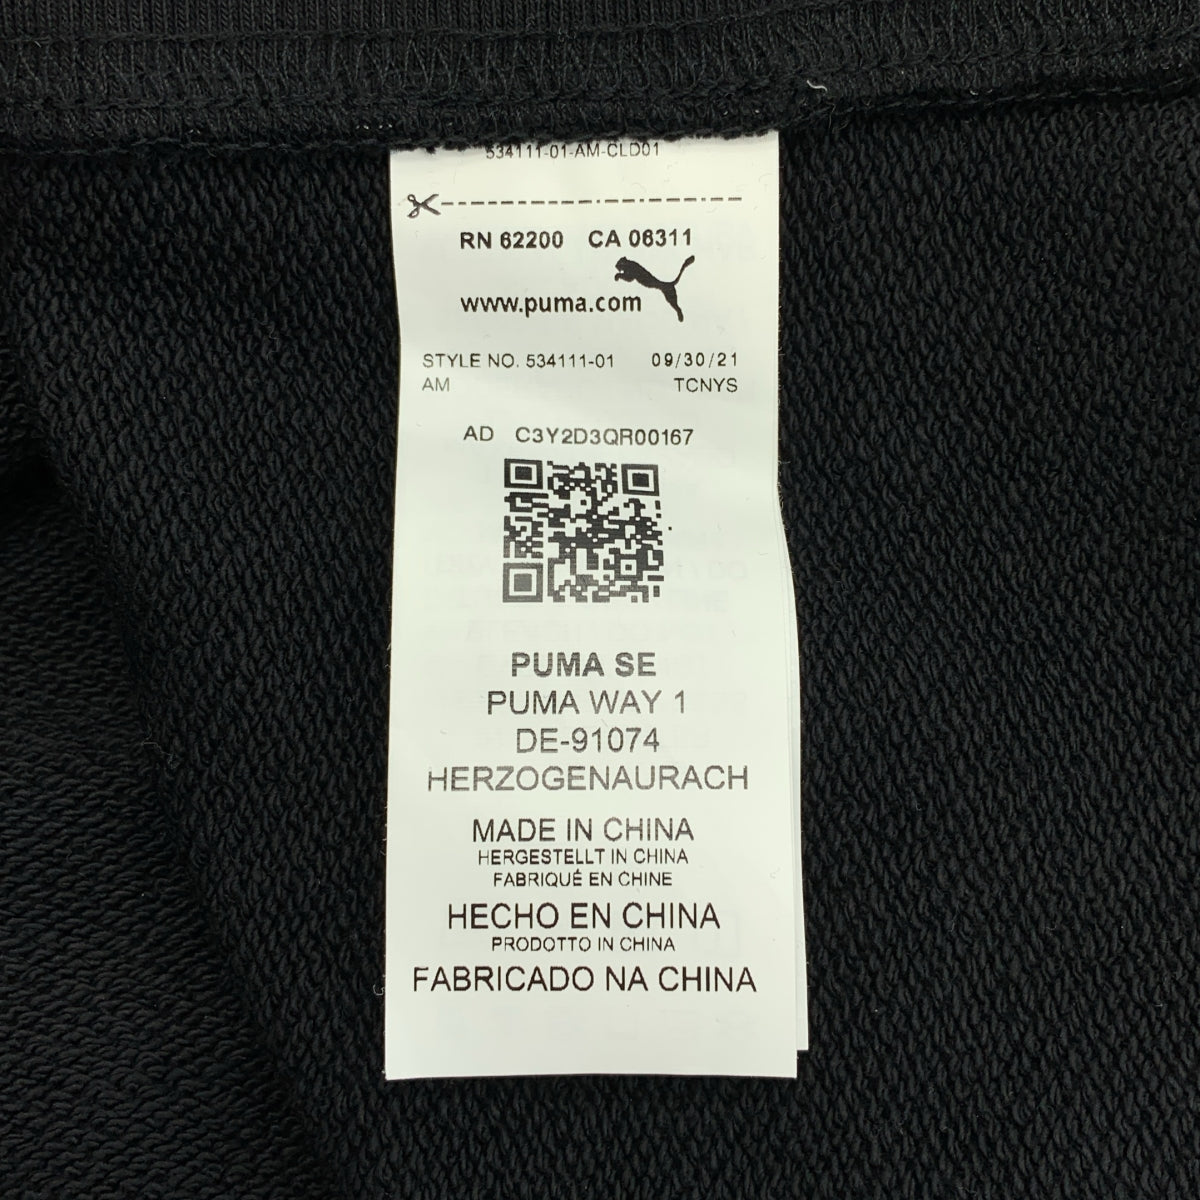 534111-01-AM-CLD01
RN 62200 CA 06311
www.puma.com
STYLE NO. 534111-01 09/30/21
AM TCNYS
AD C3Y2D3QR00167
PUMA SE
PUMA WAY 1
DE-91074
HERZOGENAURACH
MADE IN CHINA
HERGESTELLT IN CHINA
FABRIQUÉ EN CHINE
HECHO EN CHINA
PRODOTTO IN CHINA
FABRICADO NA CHINA